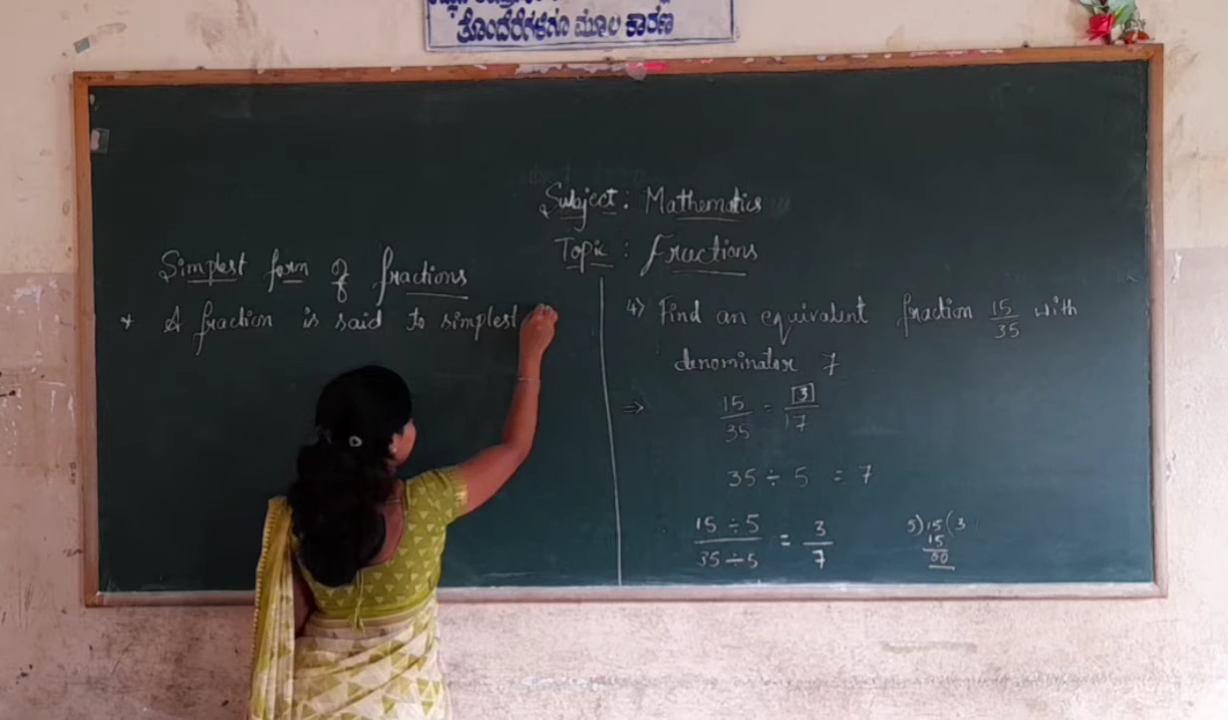 ತೊಂದರೆಗಳಿಗೂ ಮೂಲ ಕಾರಣ
Subject: Mathematics
Topic : Fractions
Simplest form of fractions
* A fraction is said to simplest
4) Find an equivalent fraction 15/35 with
denominator 7
⇒ 15/35 = 3/7
35 ÷ 5 = 7
15 ÷ 5 / 35 ÷ 5 = 3/7
5)15(3
15
00